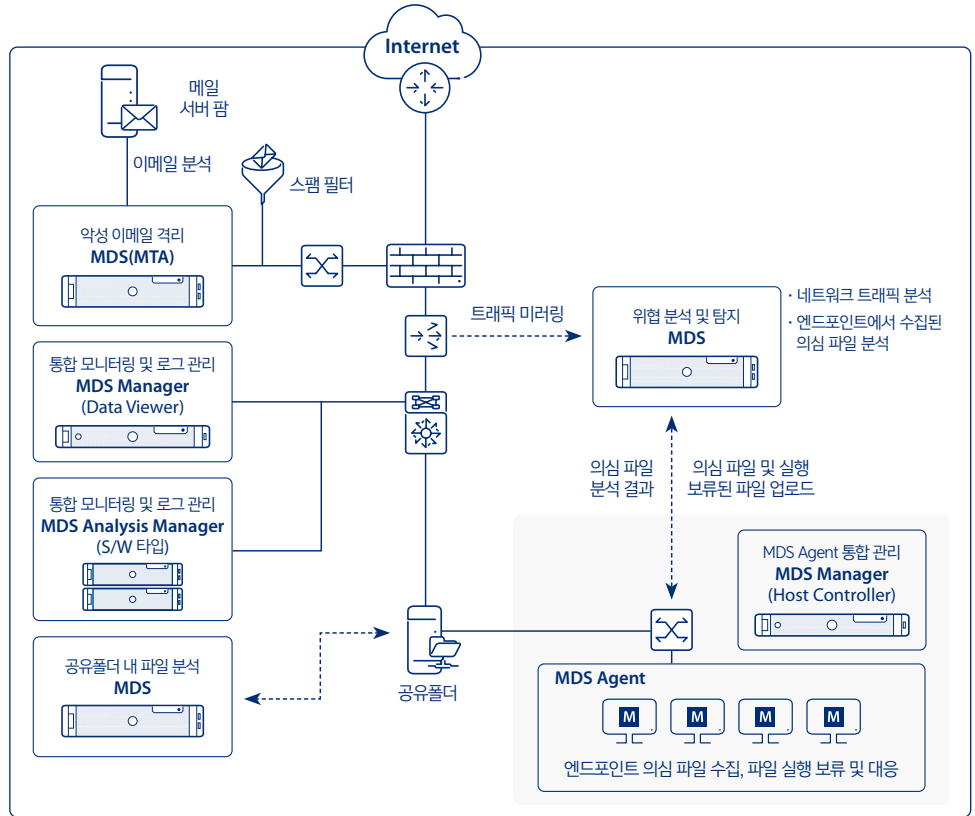 Internet
메일
서버 팜
이메일 분석
스팸 필터
악성 이메일 격리
MDS(MTA)
트래픽 미러링
위협 분석 및 탐지
MDS
· 네트워크 트래픽 분석
· 엔드포인트에서 수집된
의심 파일 분석
통합 모니터링 및 로그 관리
MDS Manager
(Data Viewer)
의심 파일
분석 결과
의심 파일 및 실행
보류된 파일 업로드
통합 모니터링 및 로그 관리
MDS Analysis Manager
(S/W 타입)
MDS Agent 통합 관리
MDS Manager
(Host Controller)
공유폴더 내 파일 분석
MDS
공유폴더
MDS Agent
M
M
M
M
엔드포인트 의심 파일 수집, 파일 실행 보류 및 대응